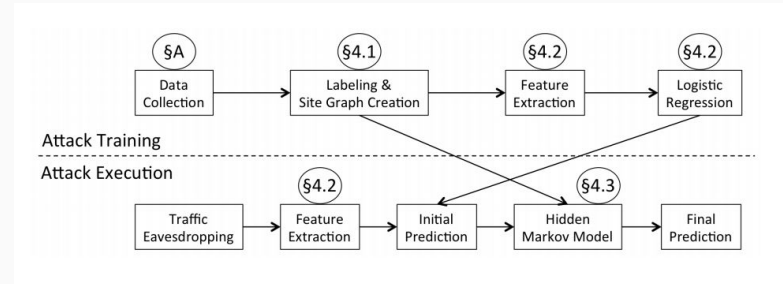 §A
§4.1
§4.2
§4.2
Data
Collection
Labeling &
Site Graph Creation
Feature
Extraction
Logistic
Regression
Attack Training
Attack Execution
§4.2
§4.3
Traffic
Eavesdropping
Feature
Extraction
Initial
Prediction
Hidden
Markov Model
Final
Prediction